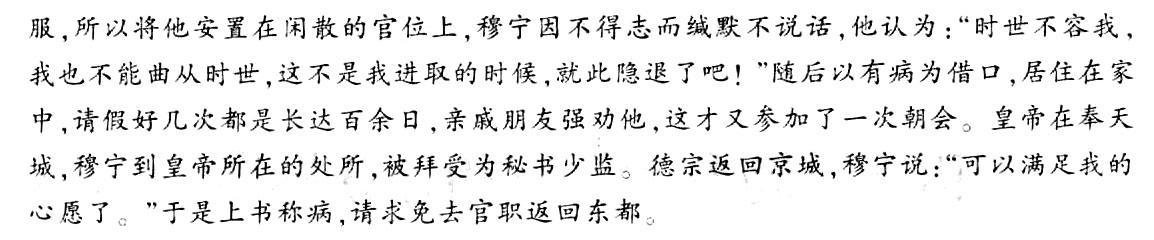 服,所以将他安置在闲散的官位上,穆宁因不得志而缄默不说话,他认为:“时世不容我,
我也不能曲从时世,这不是我进取的时候,就此隐退了吧!”随后以有病为借口,居住在家
中,请假好几次都是长达百余日,亲戚朋友强劝他,这才又参加了一次朝会。皇帝在奉天
城,穆宁到皇帝所在的处所,被拜受为秘书少监。德宗返回京城,穆宁说:“可以满足我的
心愿了。”于是上书称病,请求免去官职返回东都。